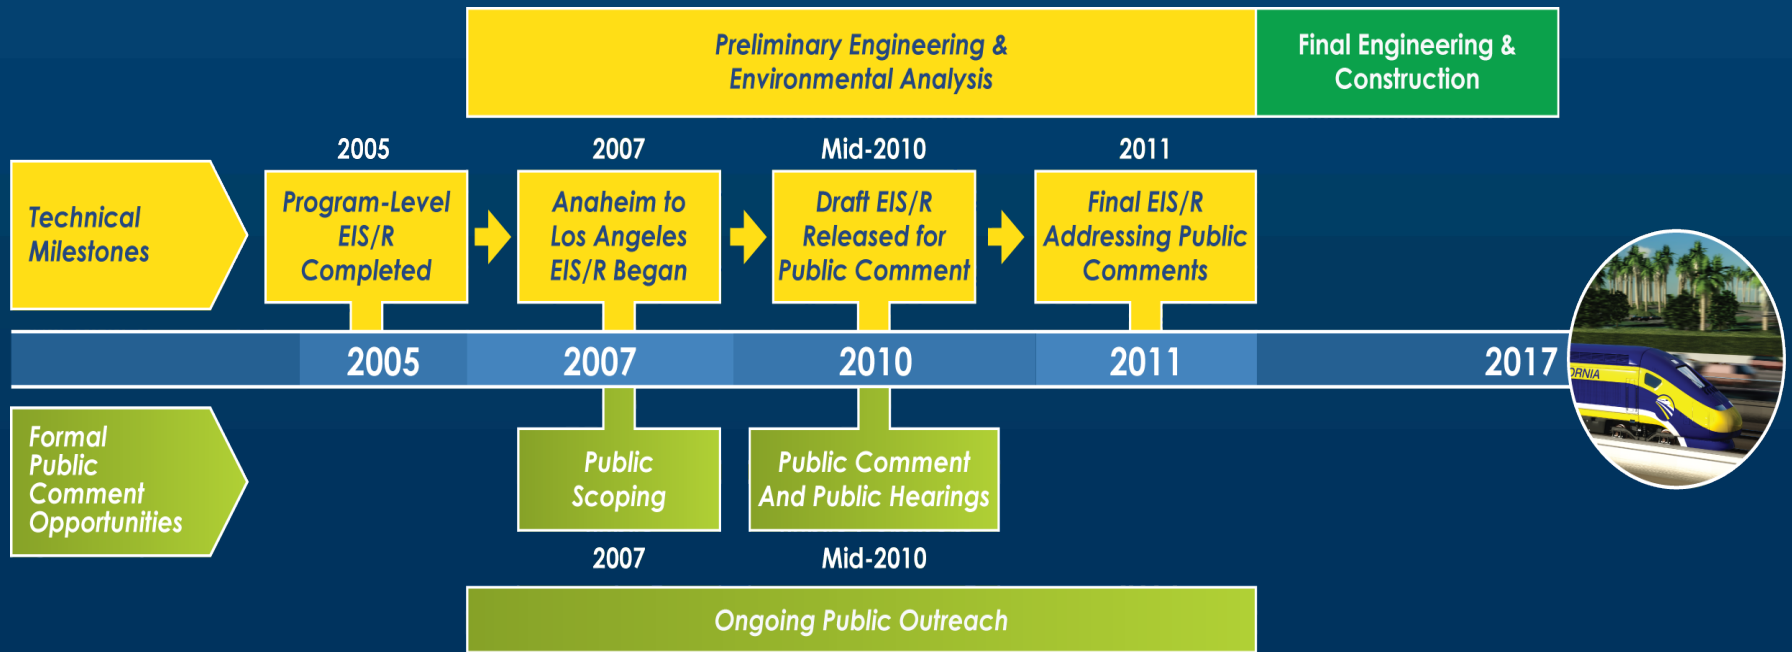 Preliminary Engineering &
Environmental Analysis
Final Engineering &
Construction
2005
2007
Mid-2010
2011
Technical
Milestones
Program-Level
EIS/R
Completed
Anaheim to
Los Angeles
EIS/R Began
Draft EIS/R
Released for
Public Comment
Final EIS/R
Addressing Public
Comments
2005
2007
2010
2011
2017
ORNIA
Formal
Public
Comment
Opportunities
Public
Scoping
Public Comment
And Public Hearings
2007
Mid-2010
Ongoing Public Outreach